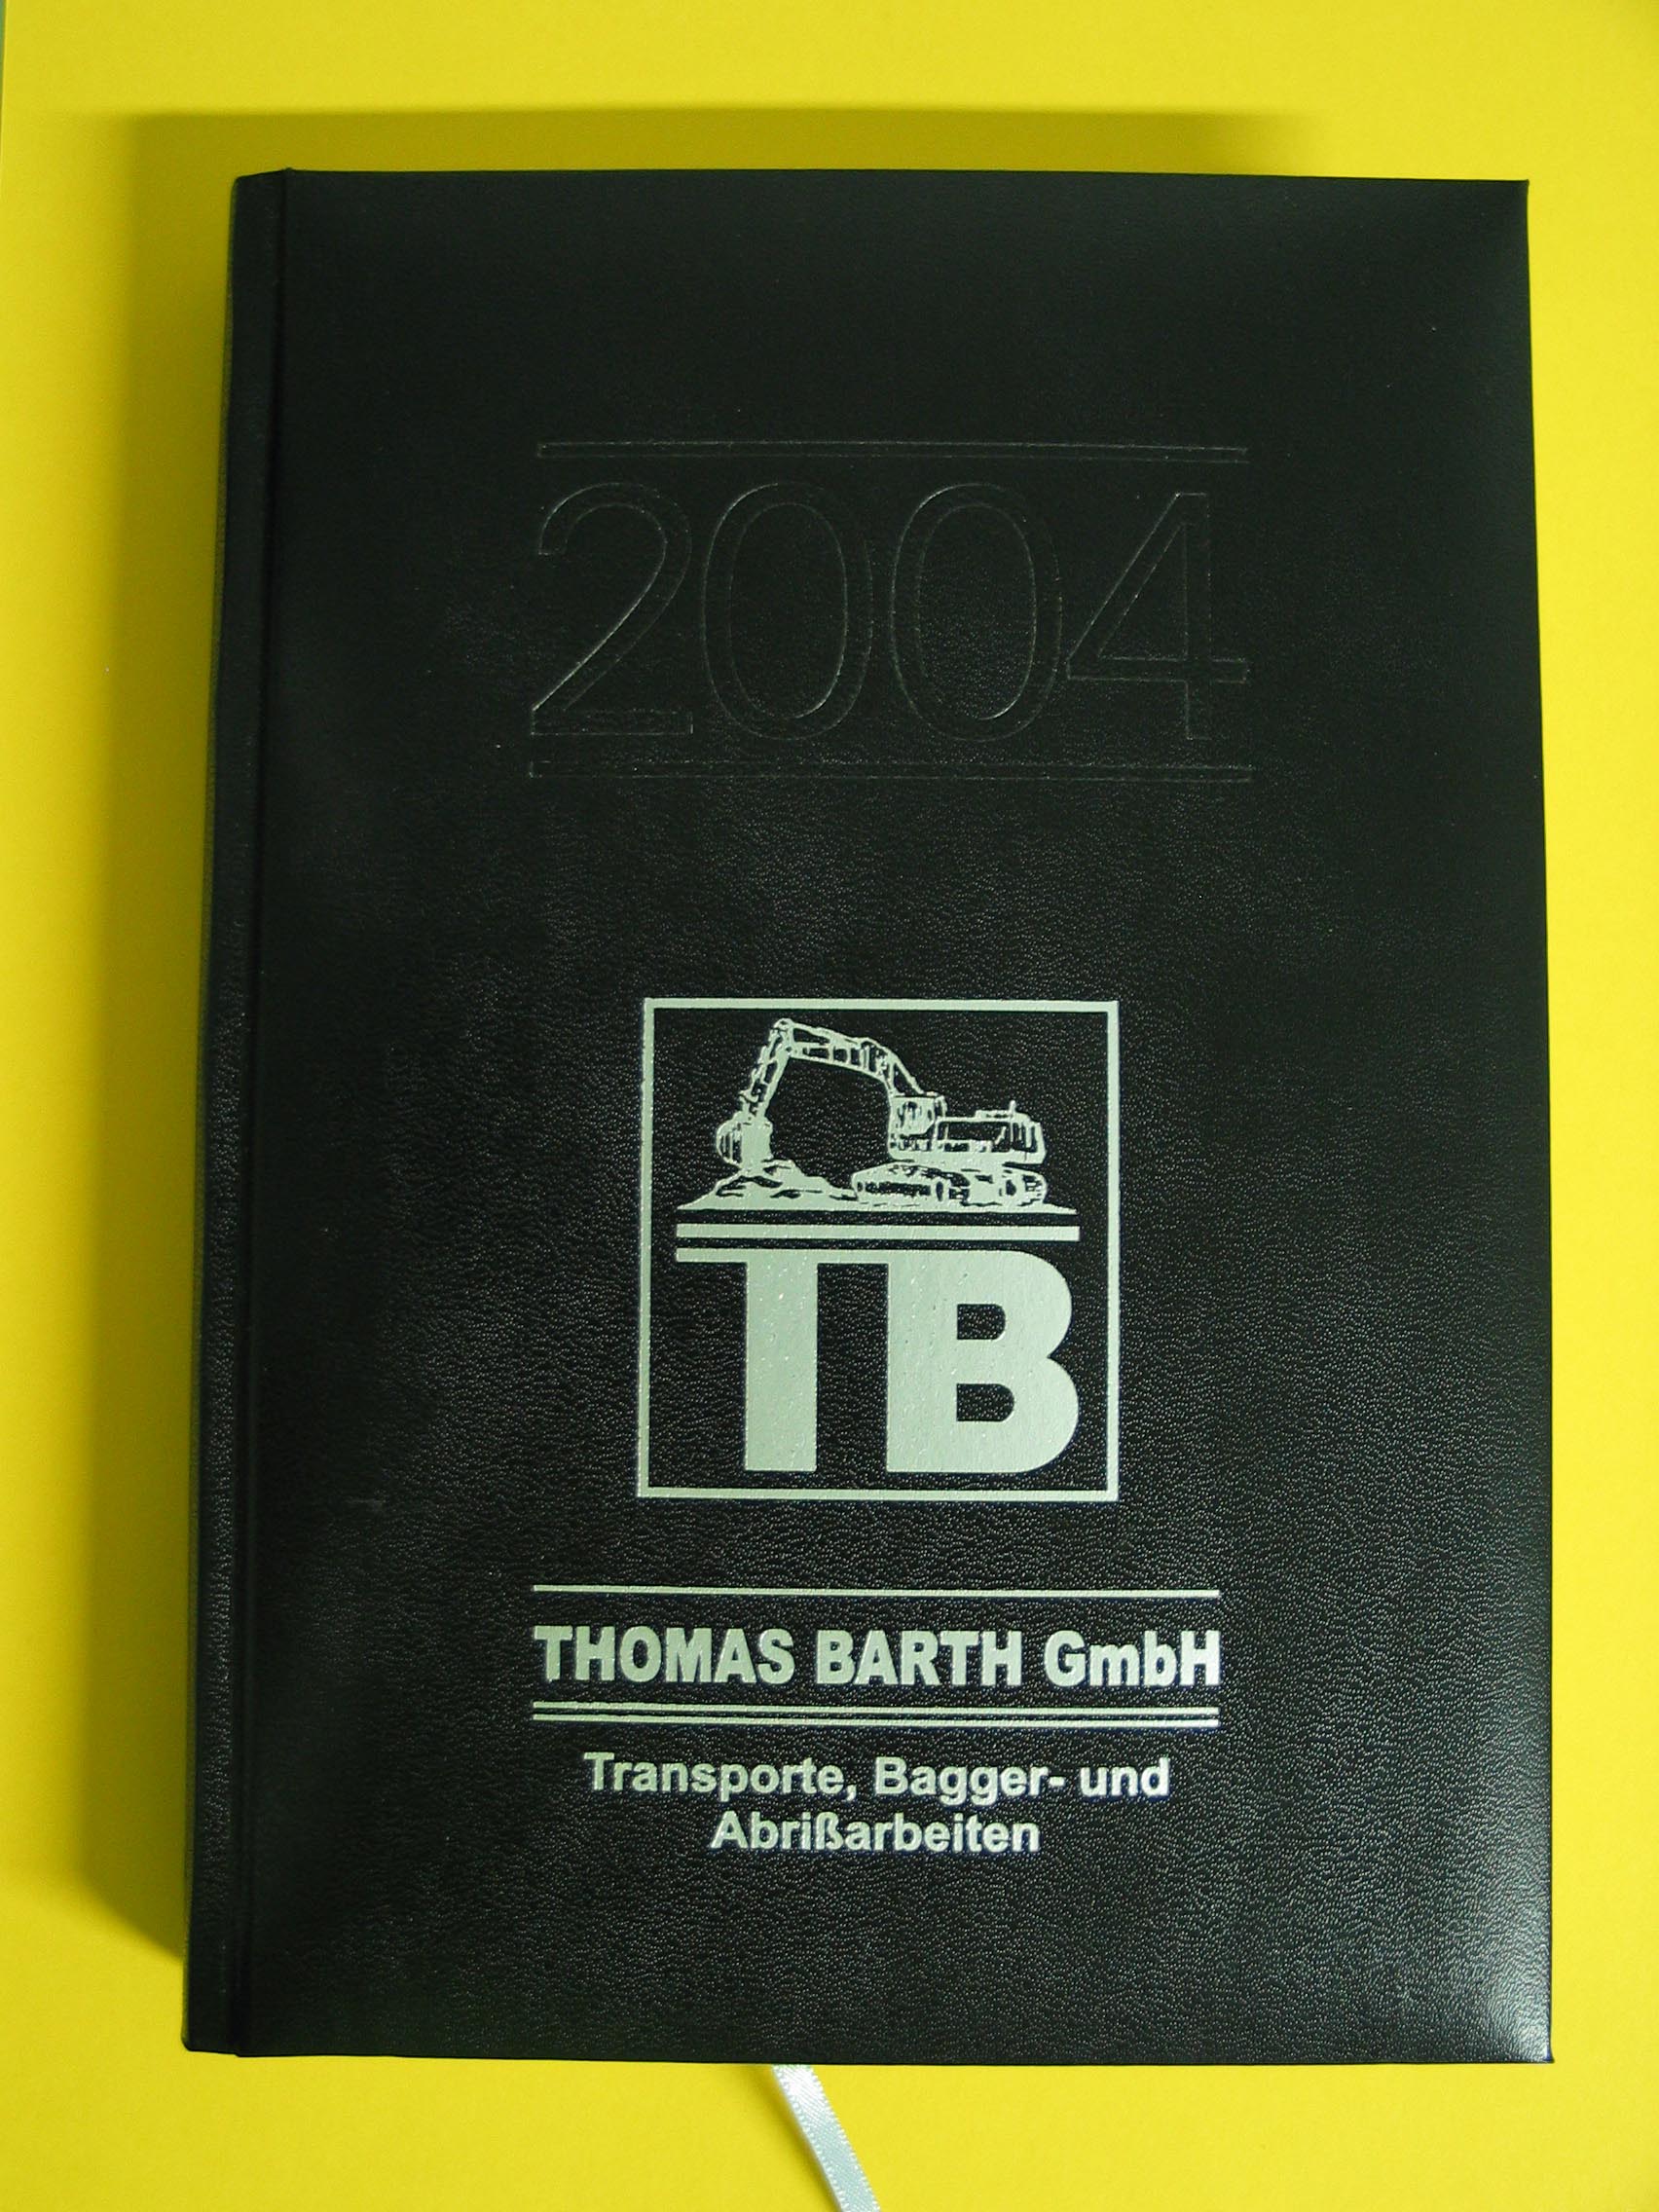 2004
TB
THOMAS BARTH GmbH
Transporte, Bagger- und
Abrißarbeiten